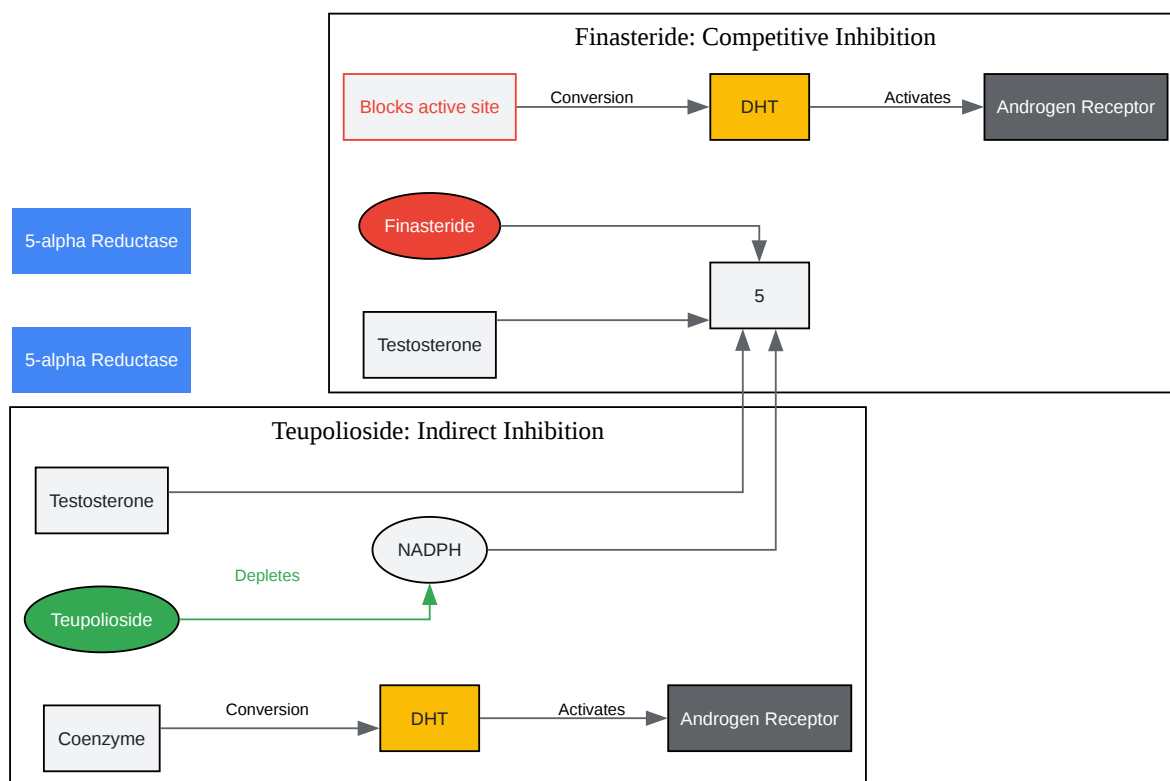 Finasteride: Competitive Inhibition
Blocks active site
Conversion
DHT
Activates
Androgen Receptor
Finasteride
5-alpha Reductase
5
Testosterone
5-alpha Reductase
Teupolioside: Indirect Inhibition
Testosterone
NADPH
Depletes
Teupolioside
Coenzyme
Conversion
DHT
Activates
Androgen Receptor